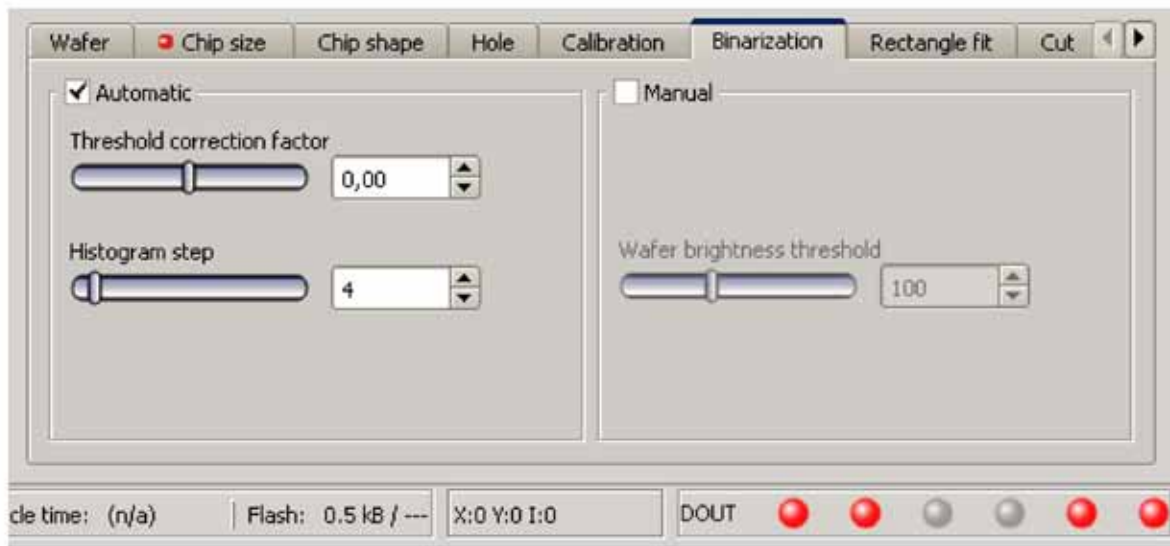 Wafer Chip size Chip shape Hole Calibration Binarization Rectangle fit Cut
Automatic
Threshold correction factor
0,00
Histogram step
4
Manual
Wafer brightness threshold
100
cle time: (n/a) Flash: 0.5 kB / --- X:0 Y:0 I:0 DOUT